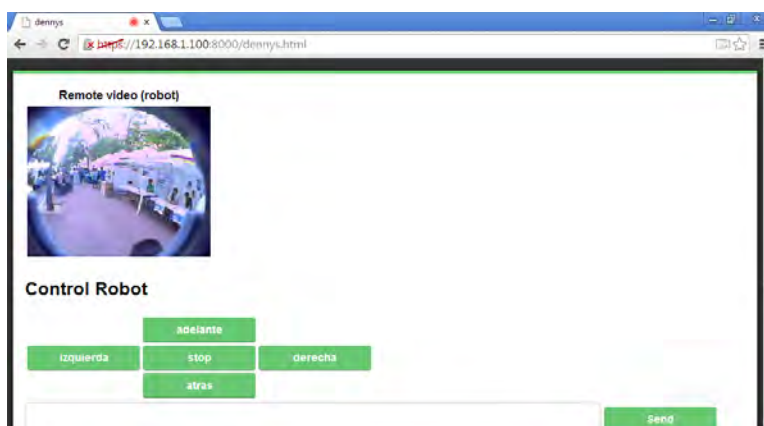 dennys
https://192.168.1.100:8000/dennys.html
Remote video (robot)
Control Robot
adelante
izquierda stop derecha
atras
Send